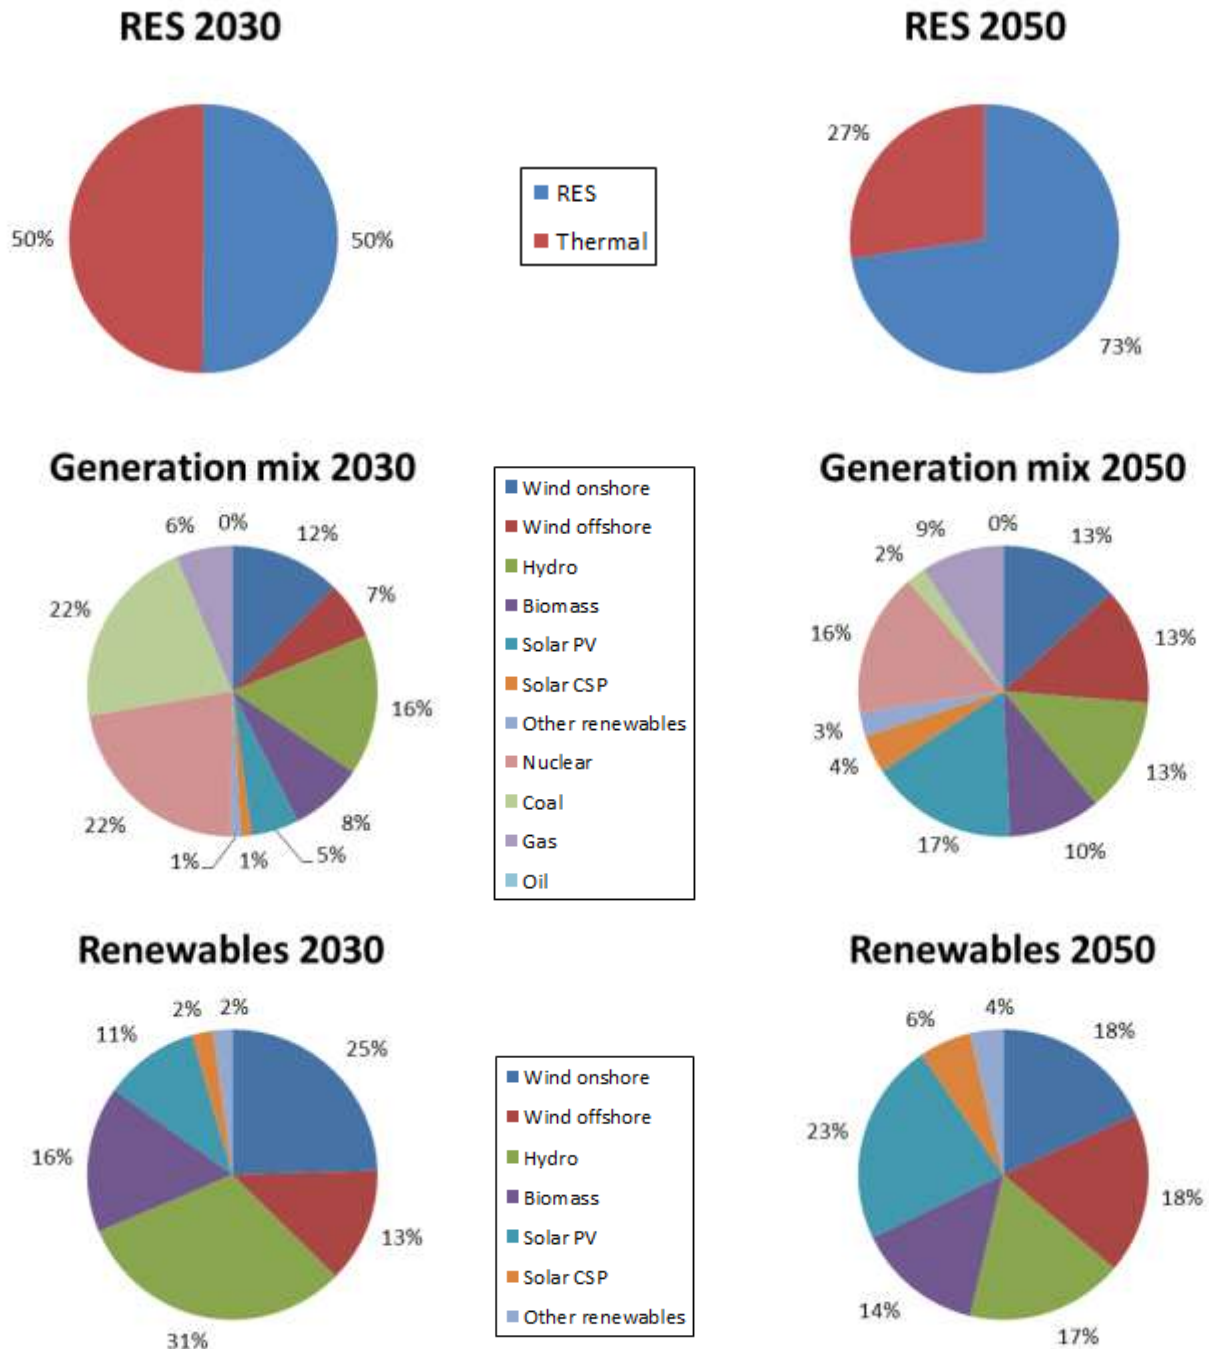 RES 2030
RES 2050
50%
50%
RES
Thermal
27%
73%
Generation mix 2030
Generation mix 2050
6%
0%
12%
7%
16%
8%
5%
1%
1%
22%
22%
Wind onshore
Wind offshore
Hydro
Biomass
Solar PV
Solar CSP
Other renewables
Nuclear
Coal
Gas
Oil
9%
0%
13%
2%
13%
16%
3%
4%
13%
17%
10%
Renewables 2030
Renewables 2050
2%
2%
11%
25%
16%
13%
31%
Wind onshore
Wind offshore
Hydro
Biomass
Solar PV
Solar CSP
Other renewables
4%
6%
18%
23%
18%
14%
17%